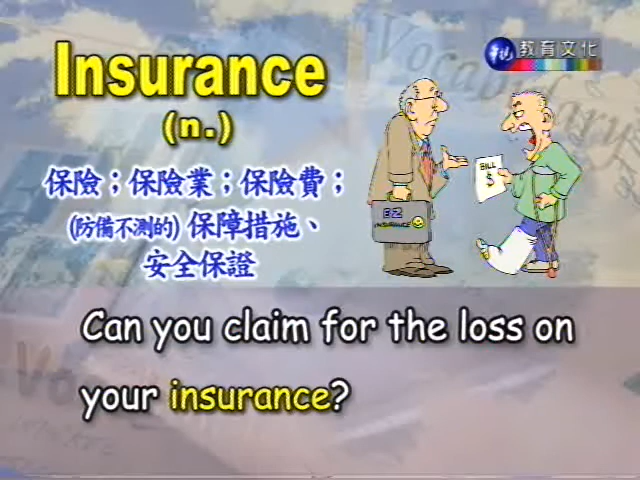 華視 教育文化
Vocabulary
Insurance
(n.)
保險；保險業；保險費；
(防備不測的) 保障措施、
安全保證
BILL
$
E-Z
INSURANCE
Can you claim for the loss on
your insurance?